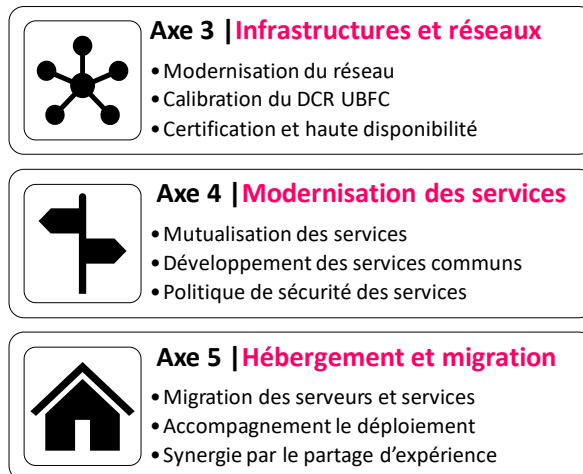 Axe 3 | Infrastructures et réseaux
• Modernisation du réseau
• Calibration du DCR UBFC
• Certification et haute disponibilité
Axe 4 | Modernisation des services
• Mutualisation des services
• Développement des services communs
• Politique de sécurité des services
Axe 5 | Hébergement et migration
• Migration des serveurs et services
• Accompagnement le déploiement
• Synergie par le partage d’expérience